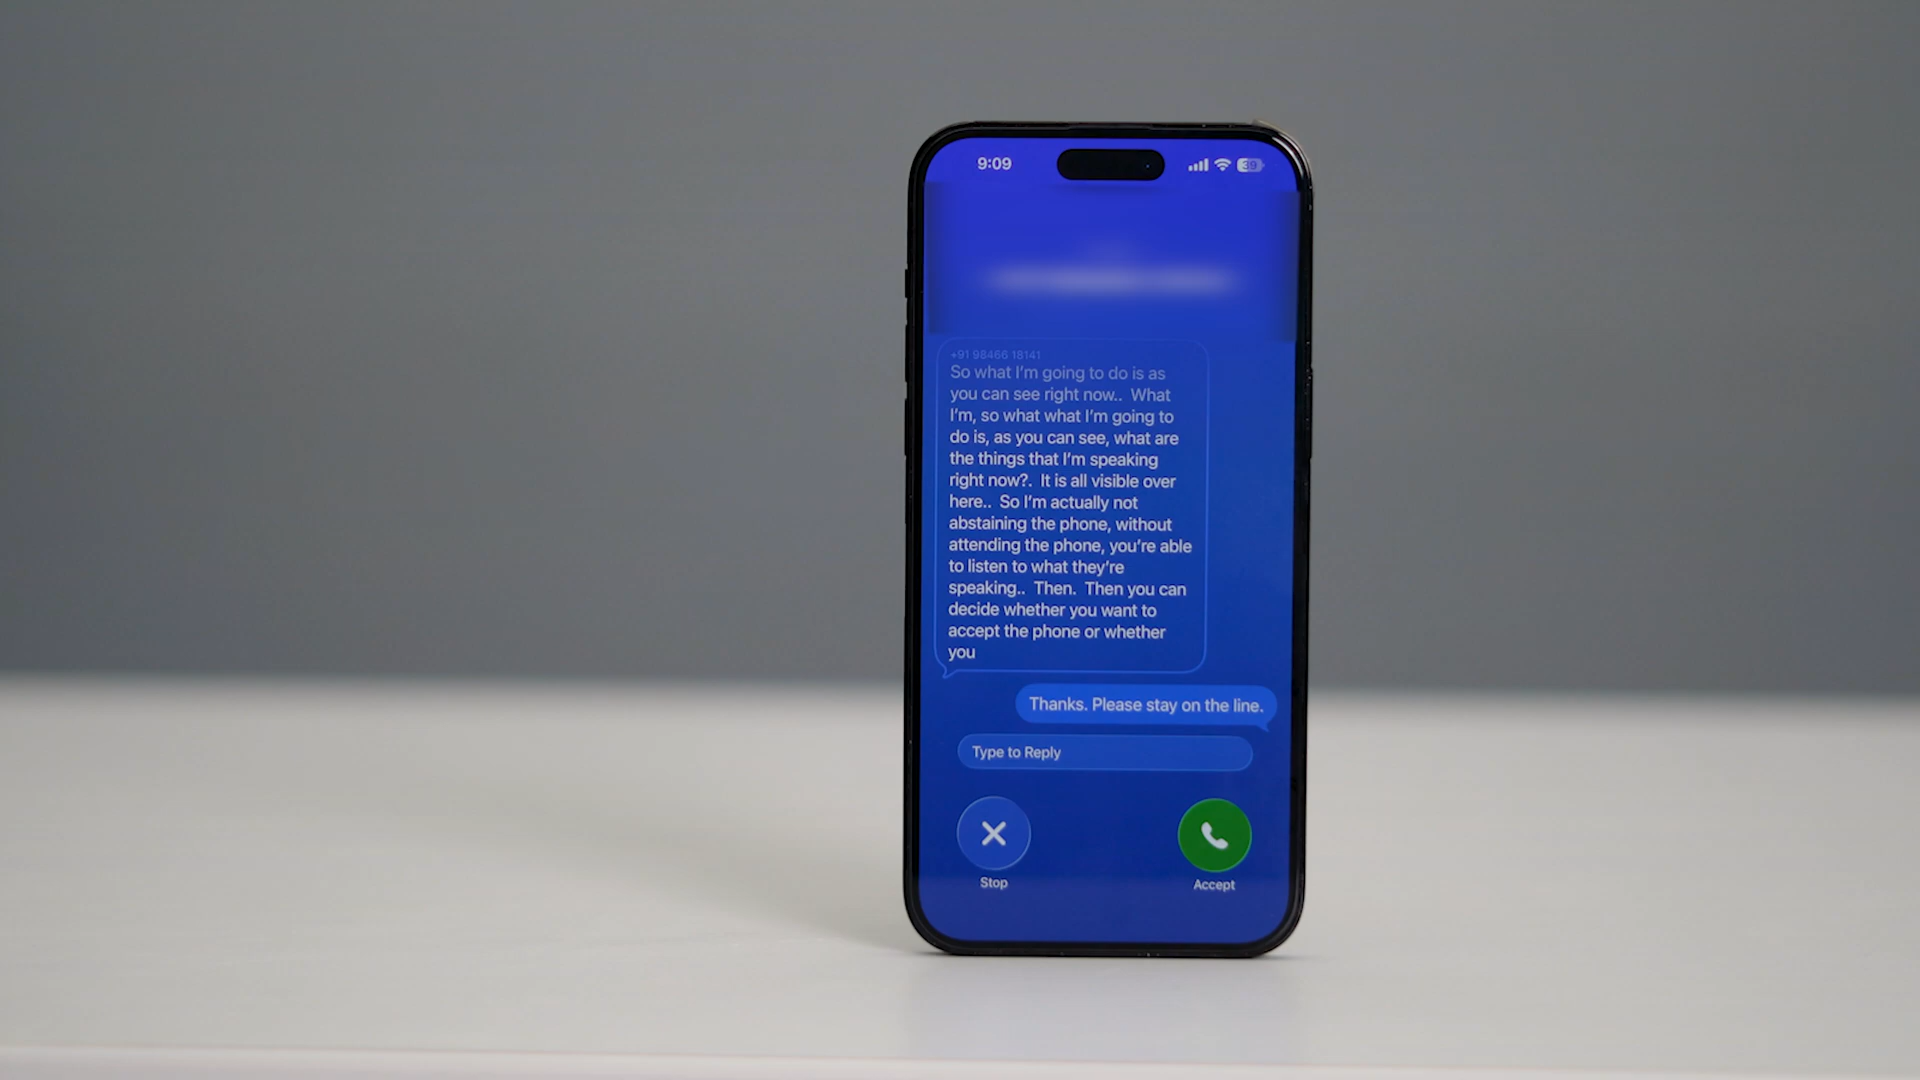 9:09
39
+91 98466 18141
So what I'm going to do is as
you can see right now.. What
I'm, so what what I'm going to
do is, as you can see, what are
the things that I'm speaking
right now?. It is all visible over
here.. So I'm actually not
abstaining the phone, without
attending the phone, you're able
to listen to what they're
speaking.. Then. Then you can
decide whether you want to
accept the phone or whether
you
Thanks. Please stay on the line.
Type to Reply
Stop
Accept